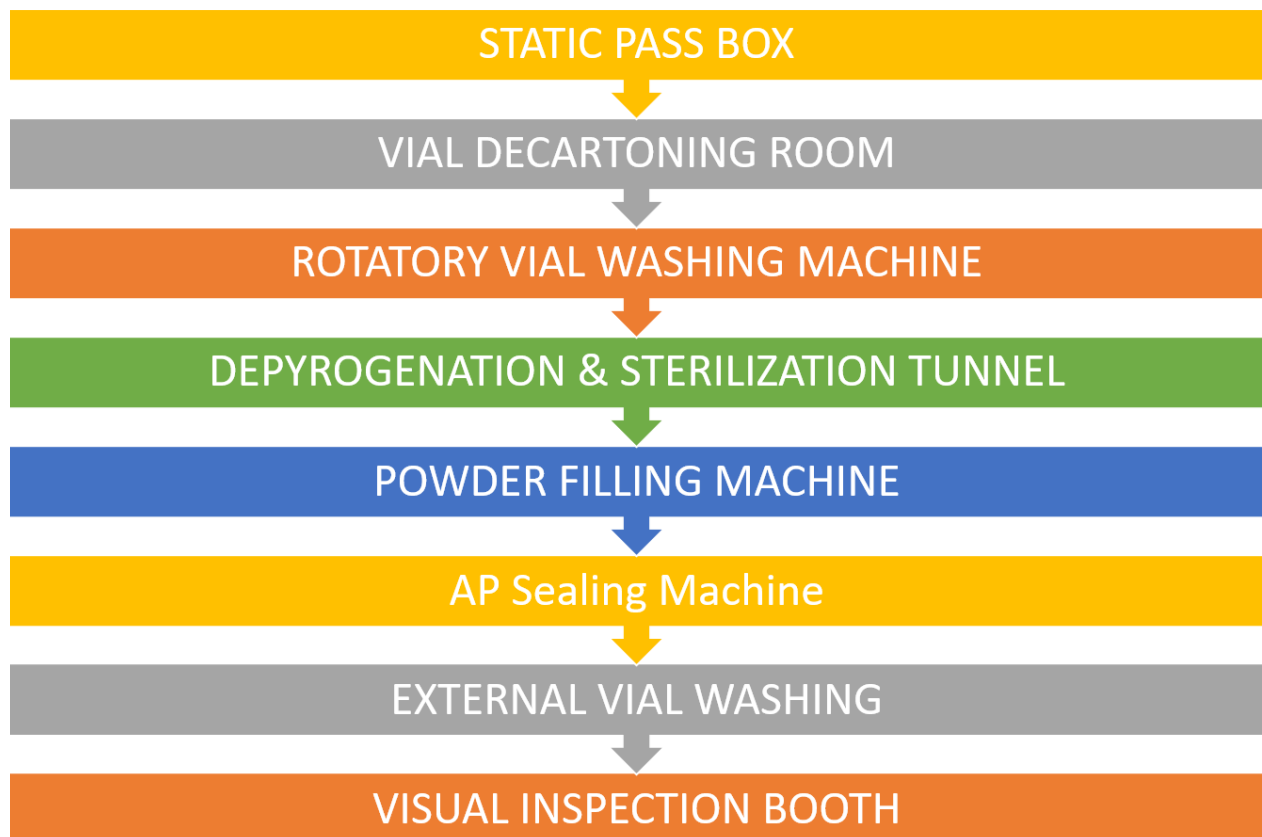 STATIC PASS BOX
VIAL DECARTONING ROOM
ROTATORY VIAL WASHING MACHINE
DEPYROGENATION & STERILIZATION TUNNEL
POWDER FILLING MACHINE
AP Sealing Machine
EXTERNAL VIAL WASHING
VISUAL INSPECTION BOOTH